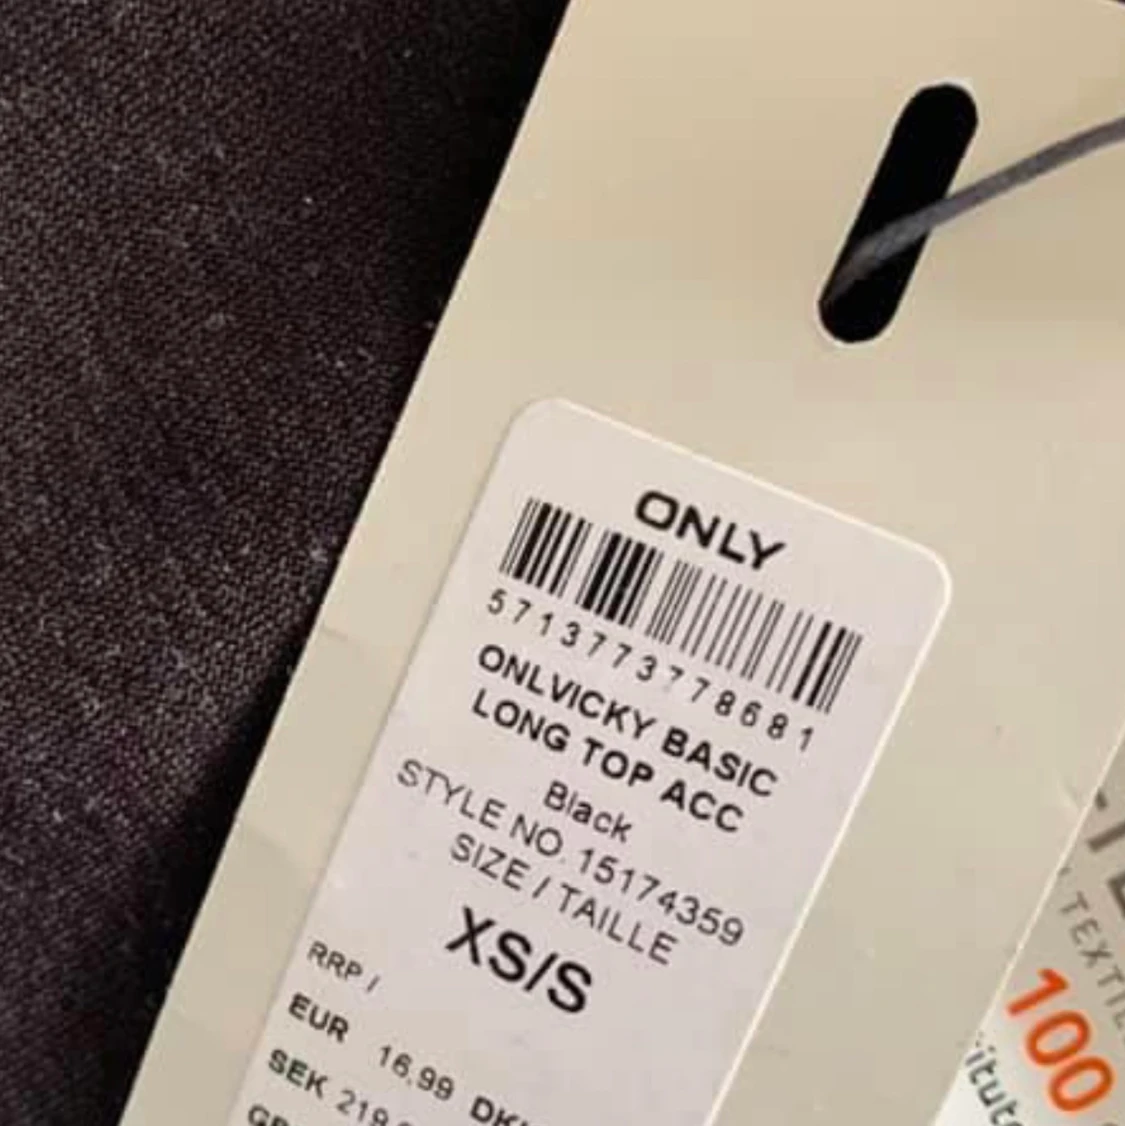 ONLY
5713773778681
ONLVICKY BASIC
LONG TOP ACC
Black
STYLE NO. 15174359
SIZE / TAILLE
XS/S
RRP /
EUR 16.99
SEK
100